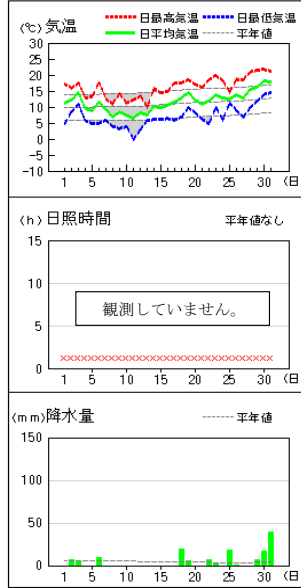 (℃) 気温
日最高気温 日最低気温
日平均気温 平年値
30
25
20
15
10
5
0
-5
-10
1 5 10 15 20 25 30 (日
(h) 日照時間 平年値なし
15
10
観測していません。
5
0
××××××××××××××××××××××××××××××××
1 5 10 15 20 25 30 (日
(mm) 降水量 平年値
150
100
50
0
1 5 10 15 20 25 30 (日